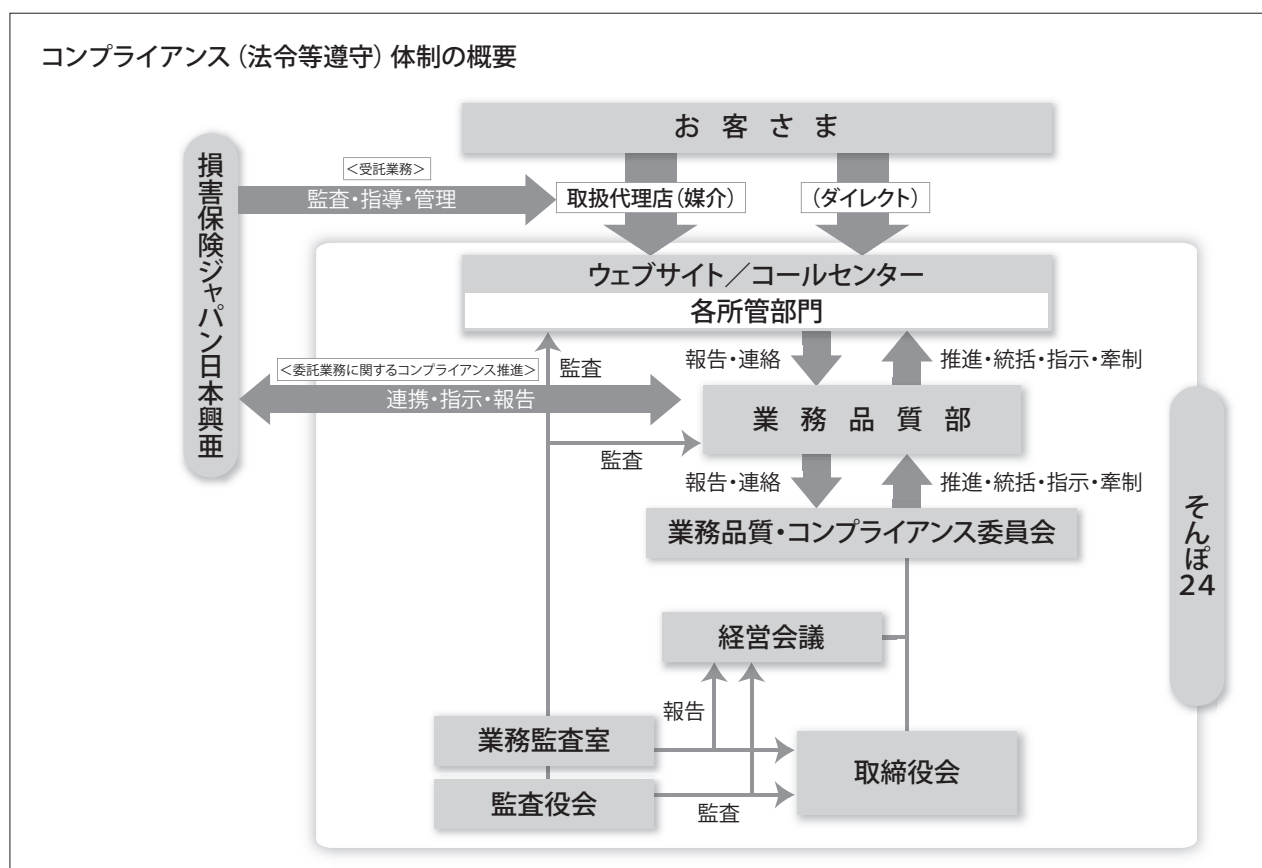 コンプライアンス（法令等遵守）体制の概要
お客さま
損害保険ジャパン日本興亜
＜受託業務＞
監査・指導・管理
取扱代理店（媒介）
（ダイレクト）
ウェブサイト／コールセンター
各所管部門
監査
報告・連絡
推進・統括・指示・牽制
＜委託業務に関するコンプライアンス推進＞
連携・指示・報告
業務品質部
監査
報告・連絡
推進・統括・指示・牽制
業務品質・コンプライアンス委員会
そんぽ24
経営会議
報告
業務監査室
取締役会
監査役会
監査